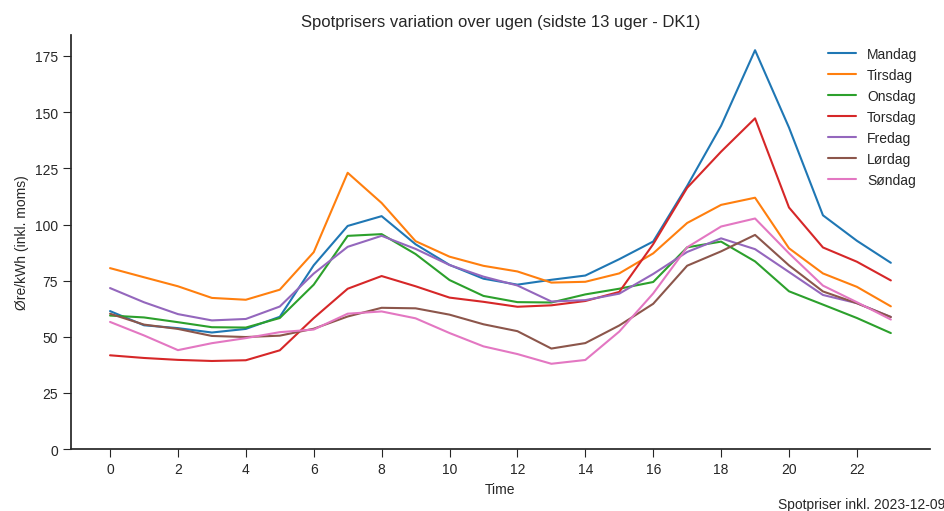 Spotprisers variation over ugen (sidste 13 uger - DK1)
Øre/kWh (inkl. moms)
175
150
125
100
75
50
25
0
Mandag
Tirsdag
Onsdag
Torsdag
Fredag
Lørdag
Søndag
0 2 4 6 8 10 12 14 16 18 20 22
Time
Spotpriser inkl. 2023-12-09